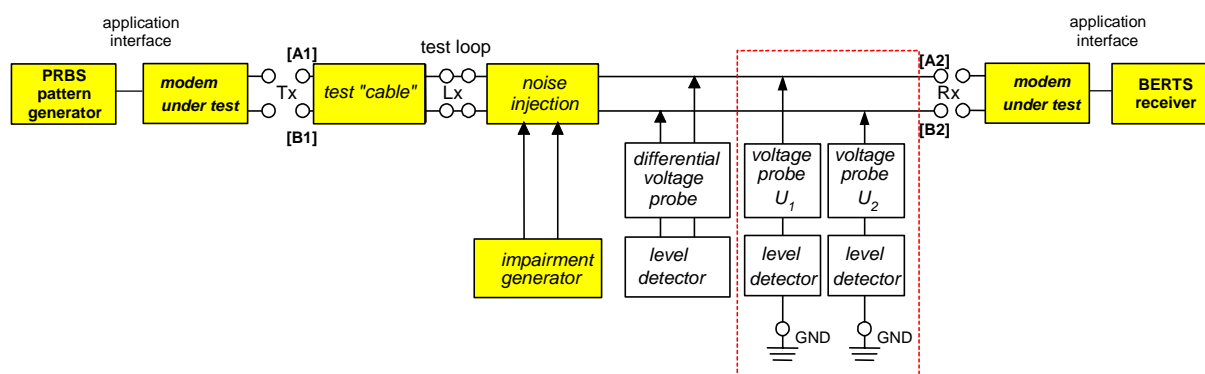 application
interface
PRBS
pattern
generator
modem
under test
Tx
[A1]
[B1]
test "cable"
test loop
Lx
noise
injection
impairment
generator
differential
voltage
probe
level
detector
voltage
probe
U1
level
detector
GND
voltage
probe
U2
level
detector
GND
[A2]
Rx
[B2]
application
interface
modem
under test
BERTS
receiver